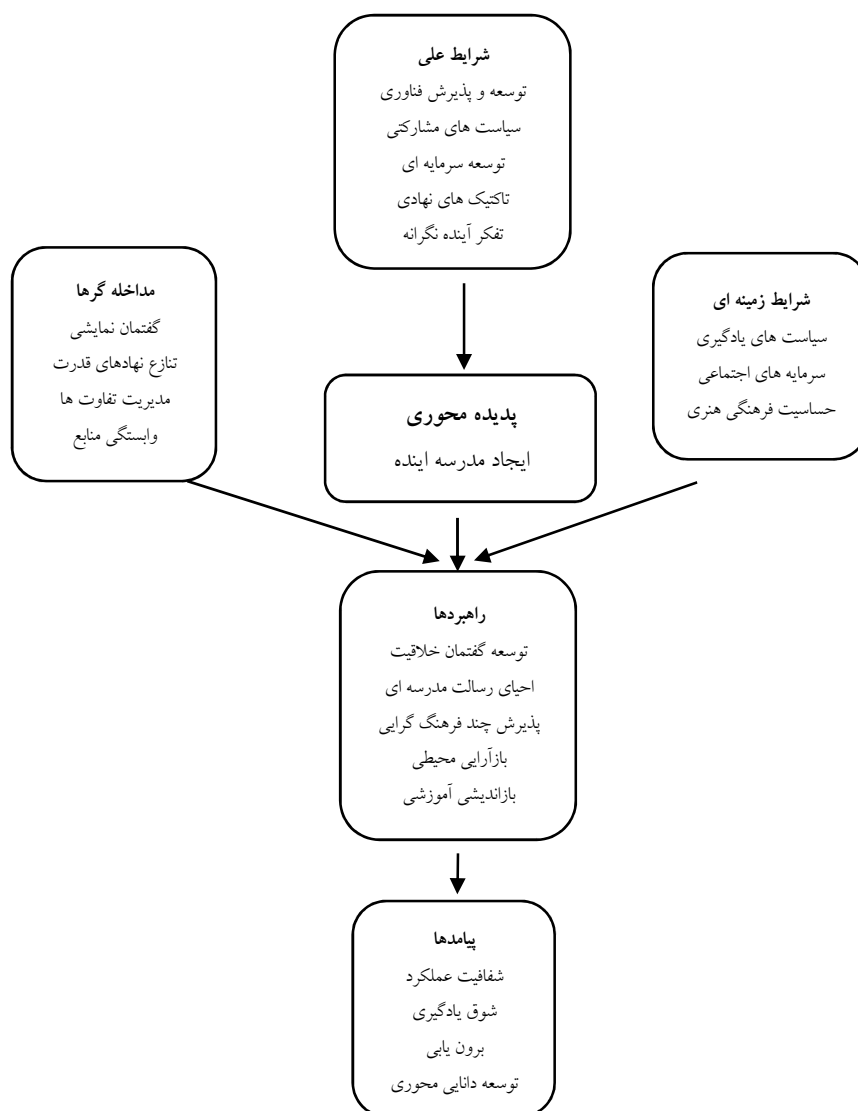 شرایط علی
توسعه و پذیرش فناوری
سیاست های مشارکتی
توسعه سرمایه ای
تاکتیک های نهادی
تفکر آینده نگرانه
شرایط زمینه ای
سیاست های یادگیری
سرمایه های اجتماعی
حساسیت فرهنگی هنری
مداخله گرها
گفتمان نمایشی
تنازع نهادهای قدرت
مدیریت تفاوت ها
وابستگی منابع
پدیده محوری
ایجاد مدرسه اینده
راهبردها
توسعه گفتمان خلاقیت
احیای رسالت مدرسه ای
پذیرش چند فرهنگ گرایی
بازآرایی محیطی
بازاندیشی آموزشی
پیامدها
شفافیت عملکرد
شوق یادگیری
برون یابی
توسعه دانایی محوری